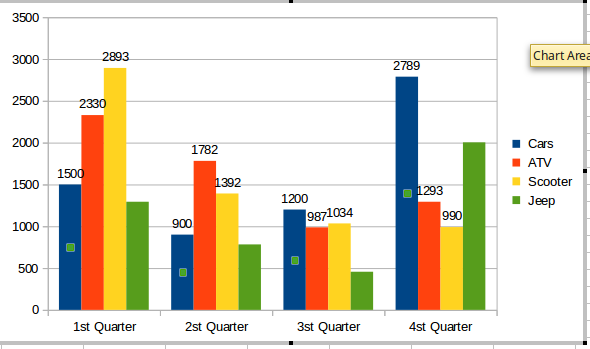 3500
3000
2500
2000
1500
1000
500
0
1500
2330
2893
900
1782
1392
1200
987
1034
2789
1293
990
1st Quarter
2st Quarter
3st Quarter
4st Quarter
Chart Area
Cars
ATV
Scooter
Jeep